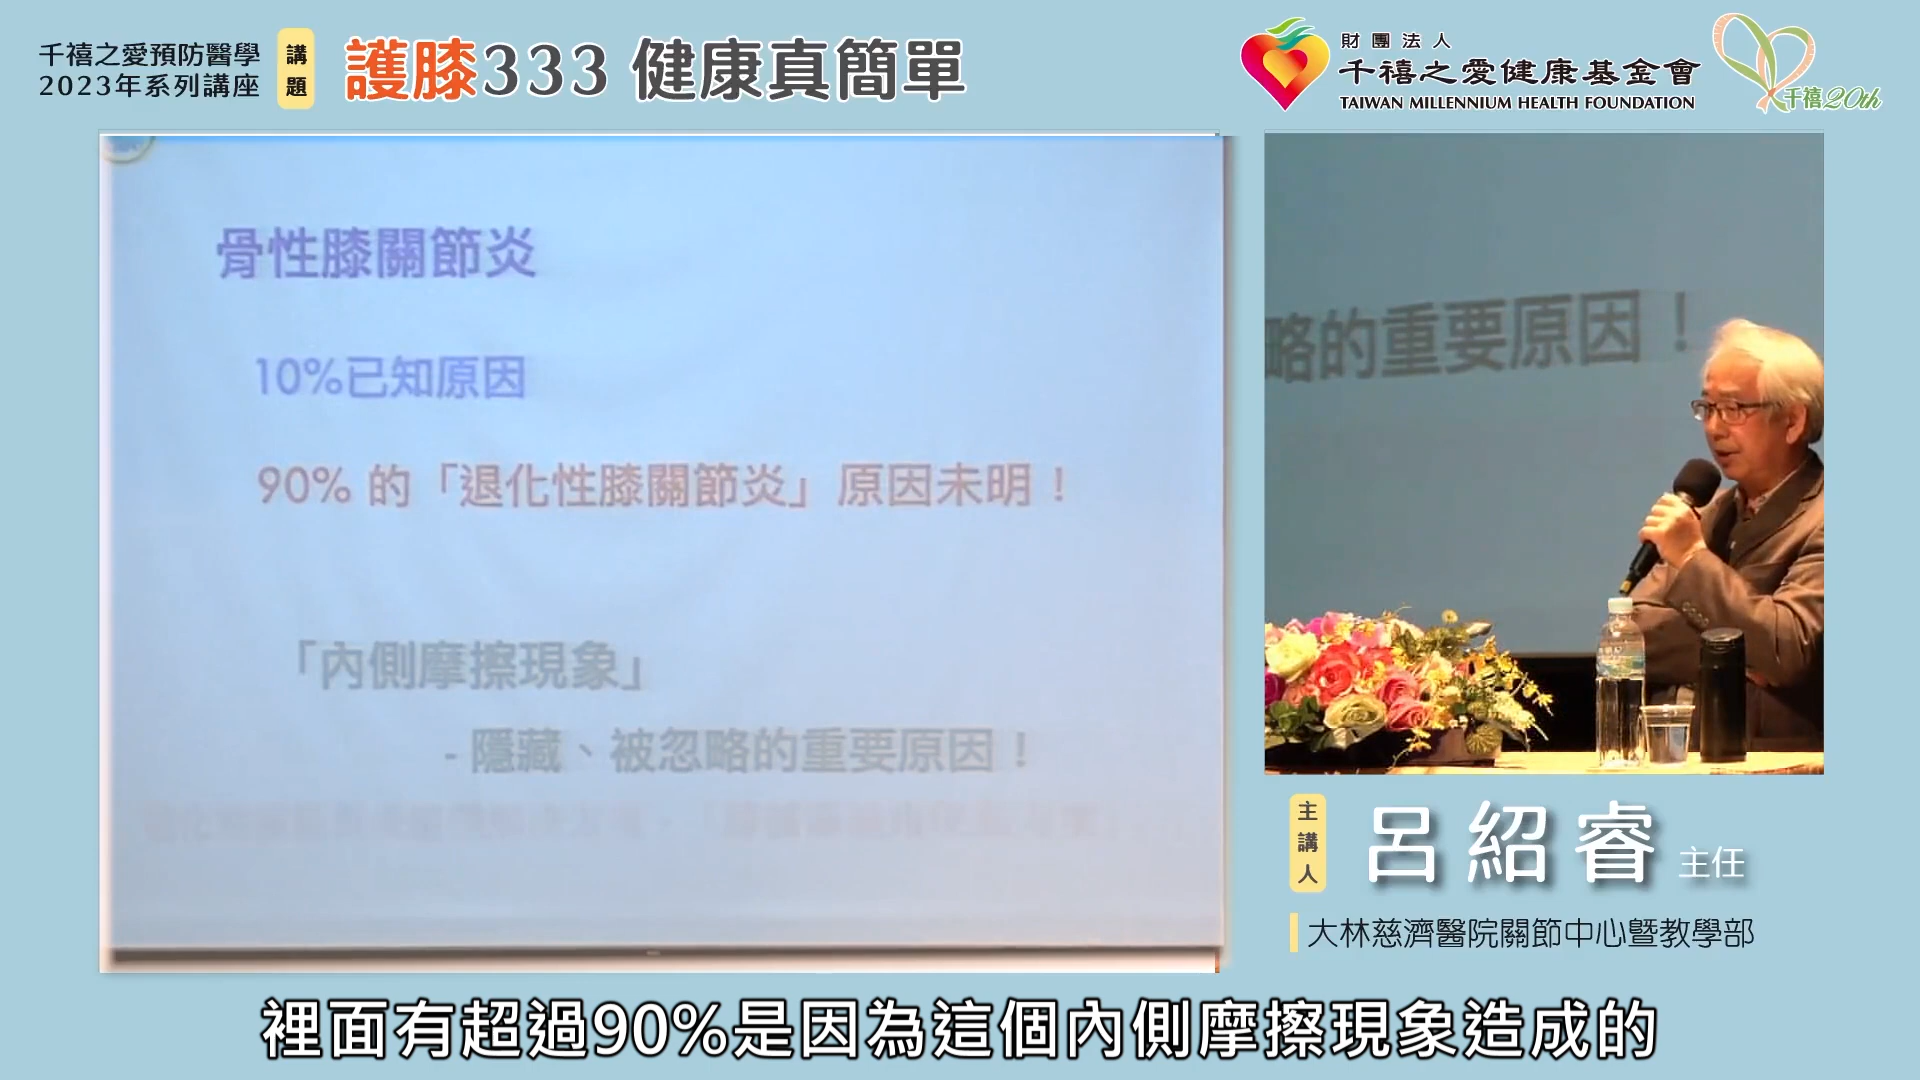 千禧之愛預防醫學
2023年系列講座
講題
護膝333 健康真簡單
財團法人
千禧之愛健康基金會
TAIWAN MILLENNIUM HEALTH FOUNDATION
千禧20th
骨性膝關節炎
10%已知原因
90% 的「退化性膝關節炎」原因未明！
「內側摩擦現象」
- 隱藏、被忽略的重要原因！
略的重要原因！
主講人
呂紹睿 主任
大林慈濟醫院關節中心暨教學部
裡面有超過90%是因為這個內側摩擦現象造成的